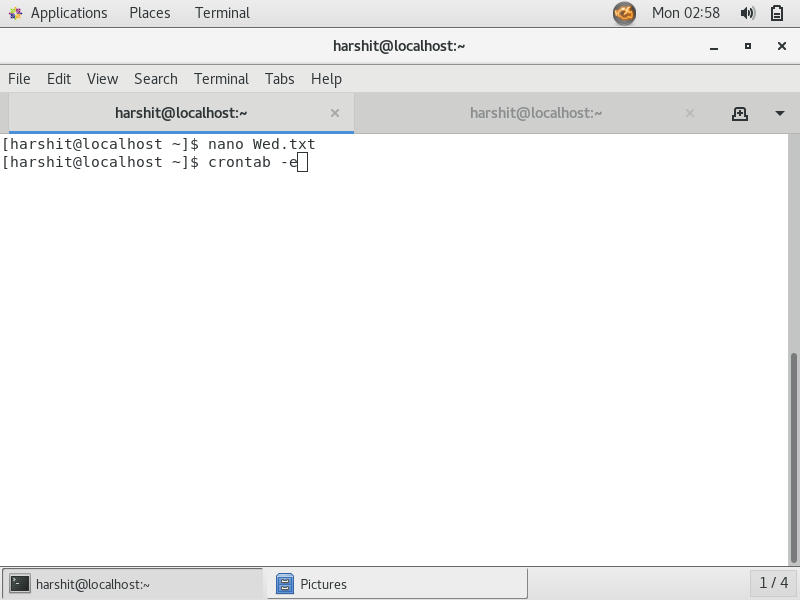 Applications Places Terminal Mon 02:58
harshit@localhost:~
File Edit View Search Terminal Tabs Help
harshit@localhost:~ harshit@localhost:~
[harshit@localhost ~]$ nano Wed.txt
[harshit@localhost ~]$ crontab -e
harshit@localhost:~ Pictures 1 / 4